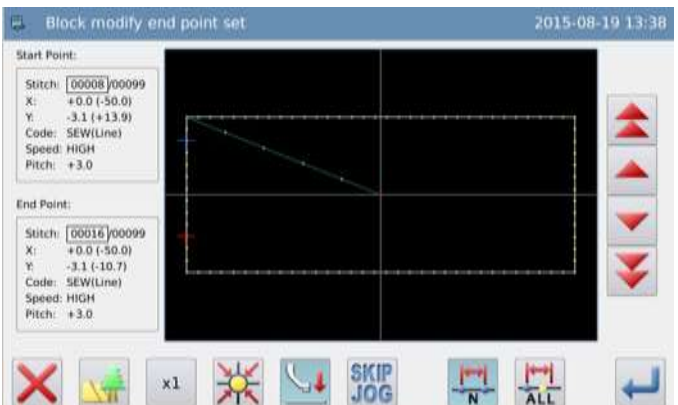 Block modify end point set 2015-08-19 13:38
Start Point:
Stitch: 00008/00099
X: +0.0 (-50.0)
Y: -3.1 (+13.9)
Code: SEW(Line)
Speed: HIGH
Pitch: +3.0
End Point:
Stitch: 00016/00099
X: +0.0 (-50.0)
Y: -3.1 (-10.7)
Code: SEW(Line)
Speed: HIGH
Pitch: +3.0
x1
SKIP
JOG
N
ALL